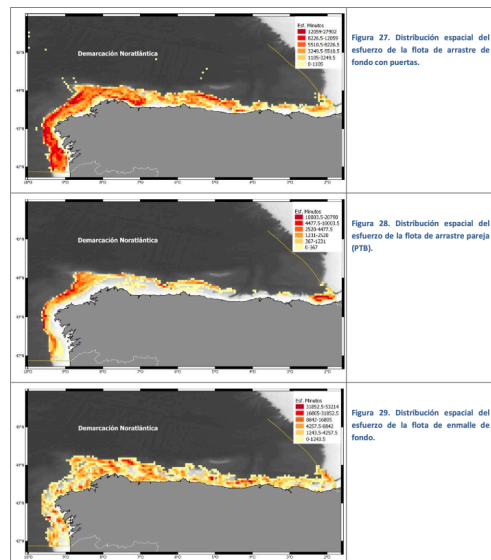 Esf. Minutos
12059-27902
8226.5-12059
5510.5-8226.5
3249.5-5510.5
1105-3249.5
0-1105
Demarcación Noratlántica
Figura 27. Distribución espacial del
esfuerzo de la flota de arrastre de
fondo con puertas.
Esf. Minutos
10003.5-20790
4477.5-10003.5
2520-4477.5
1231-2520
367-1231
0-367
Demarcación Noratlántica
Figura 28. Distribución espacial del
esfuerzo de la flota de arrastre pareja
(PTB).
Esf. Minutos
31852.5-53214
16805-31852.5
8842-16805
4257.5-8842
1243.5-4257.5
0-1243.5
Demarcación Noratlántica
Figura 29. Distribución espacial del
esfuerzo de la flota de enmalle de
fondo.